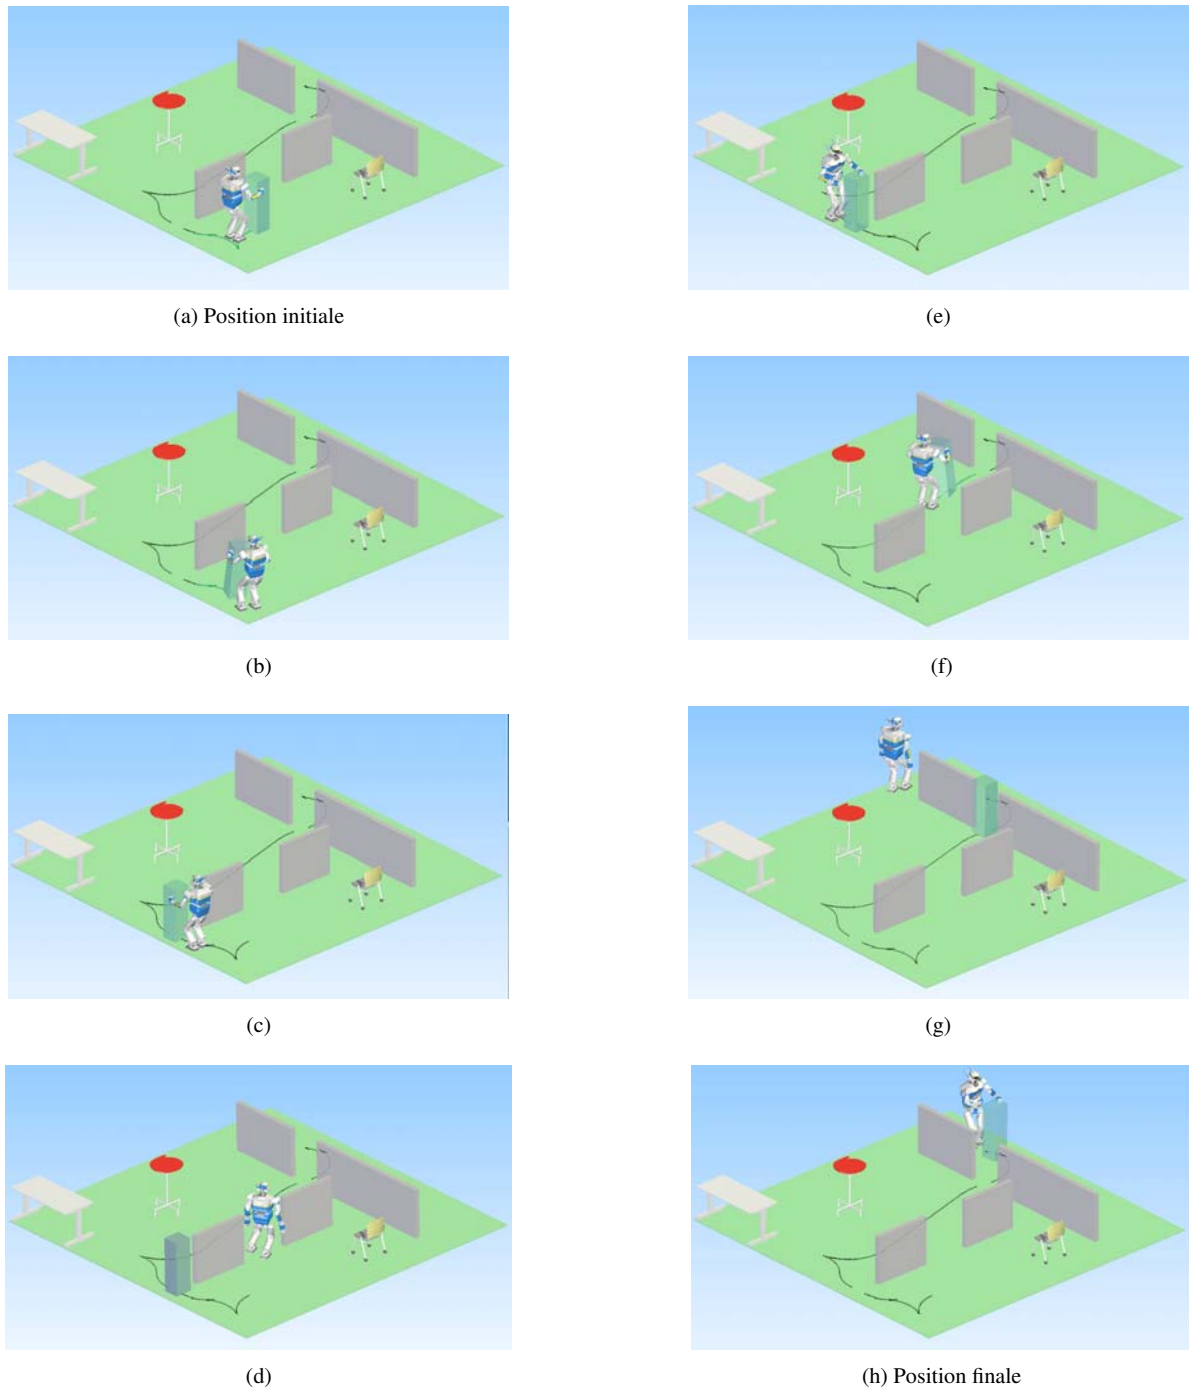 (a) Position initiale
(e)
(b)
(f)
(c)
(g)
(d)
(h) Position finale